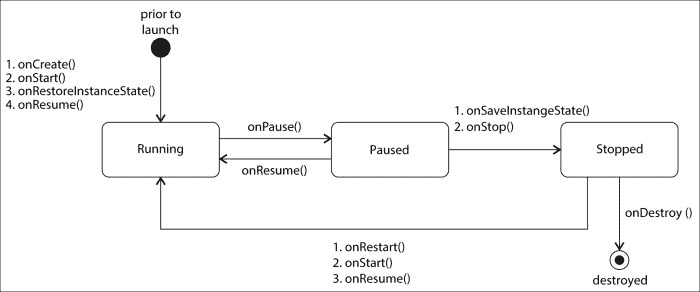 prior to
launch
1. onCreate()
2. onStart()
3. onRestoreInstanceState()
4. onResume()
Running
onPause()
onResume()
Paused
1. onSaveInstangeState()
2. onStop()
Stopped
onDestroy ()
destroyed
1. onRestart()
2. onStart()
3. onResume()